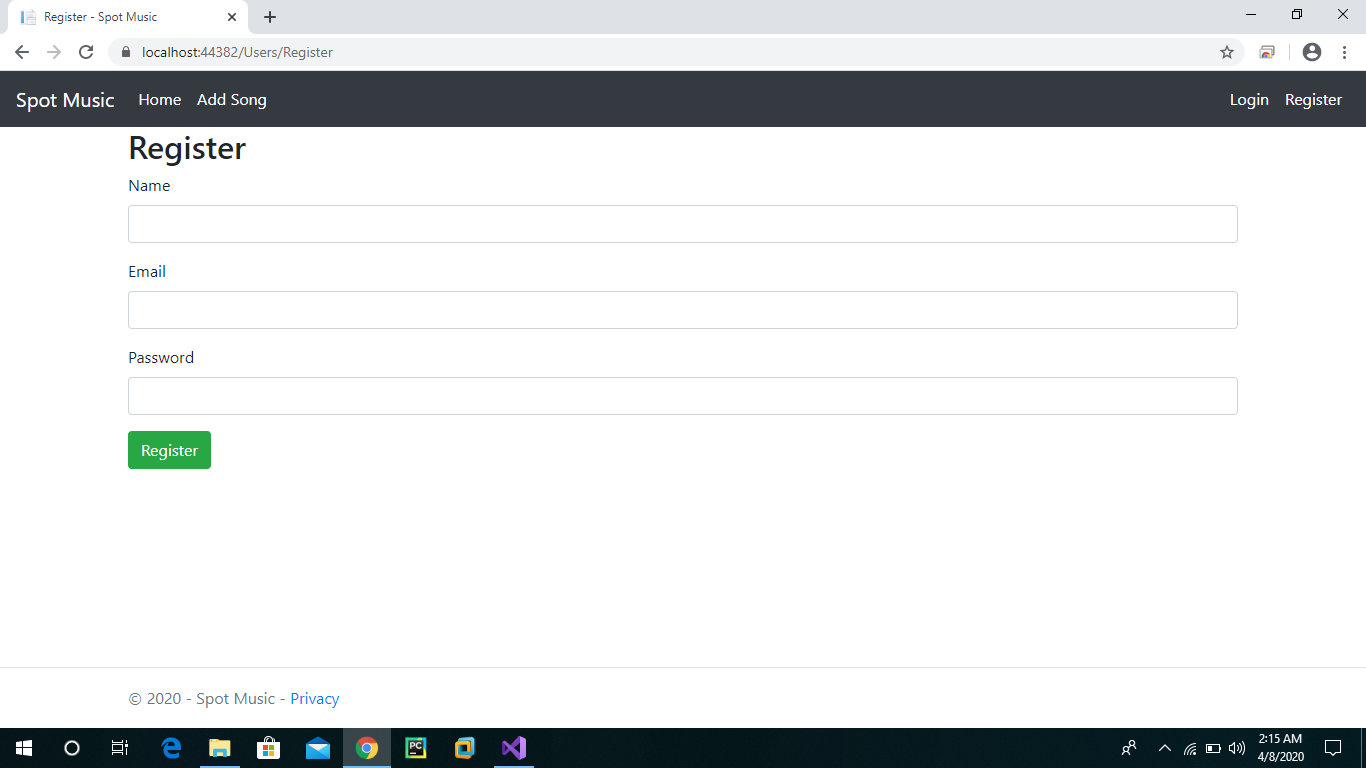 Register - Spot Music
localhost:44382/Users/Register
Spot Music Home Add Song Login Register
Register
Name
Email
Password
Register
© 2020 - Spot Music - Privacy
PC
2:15 AM
4/8/2020